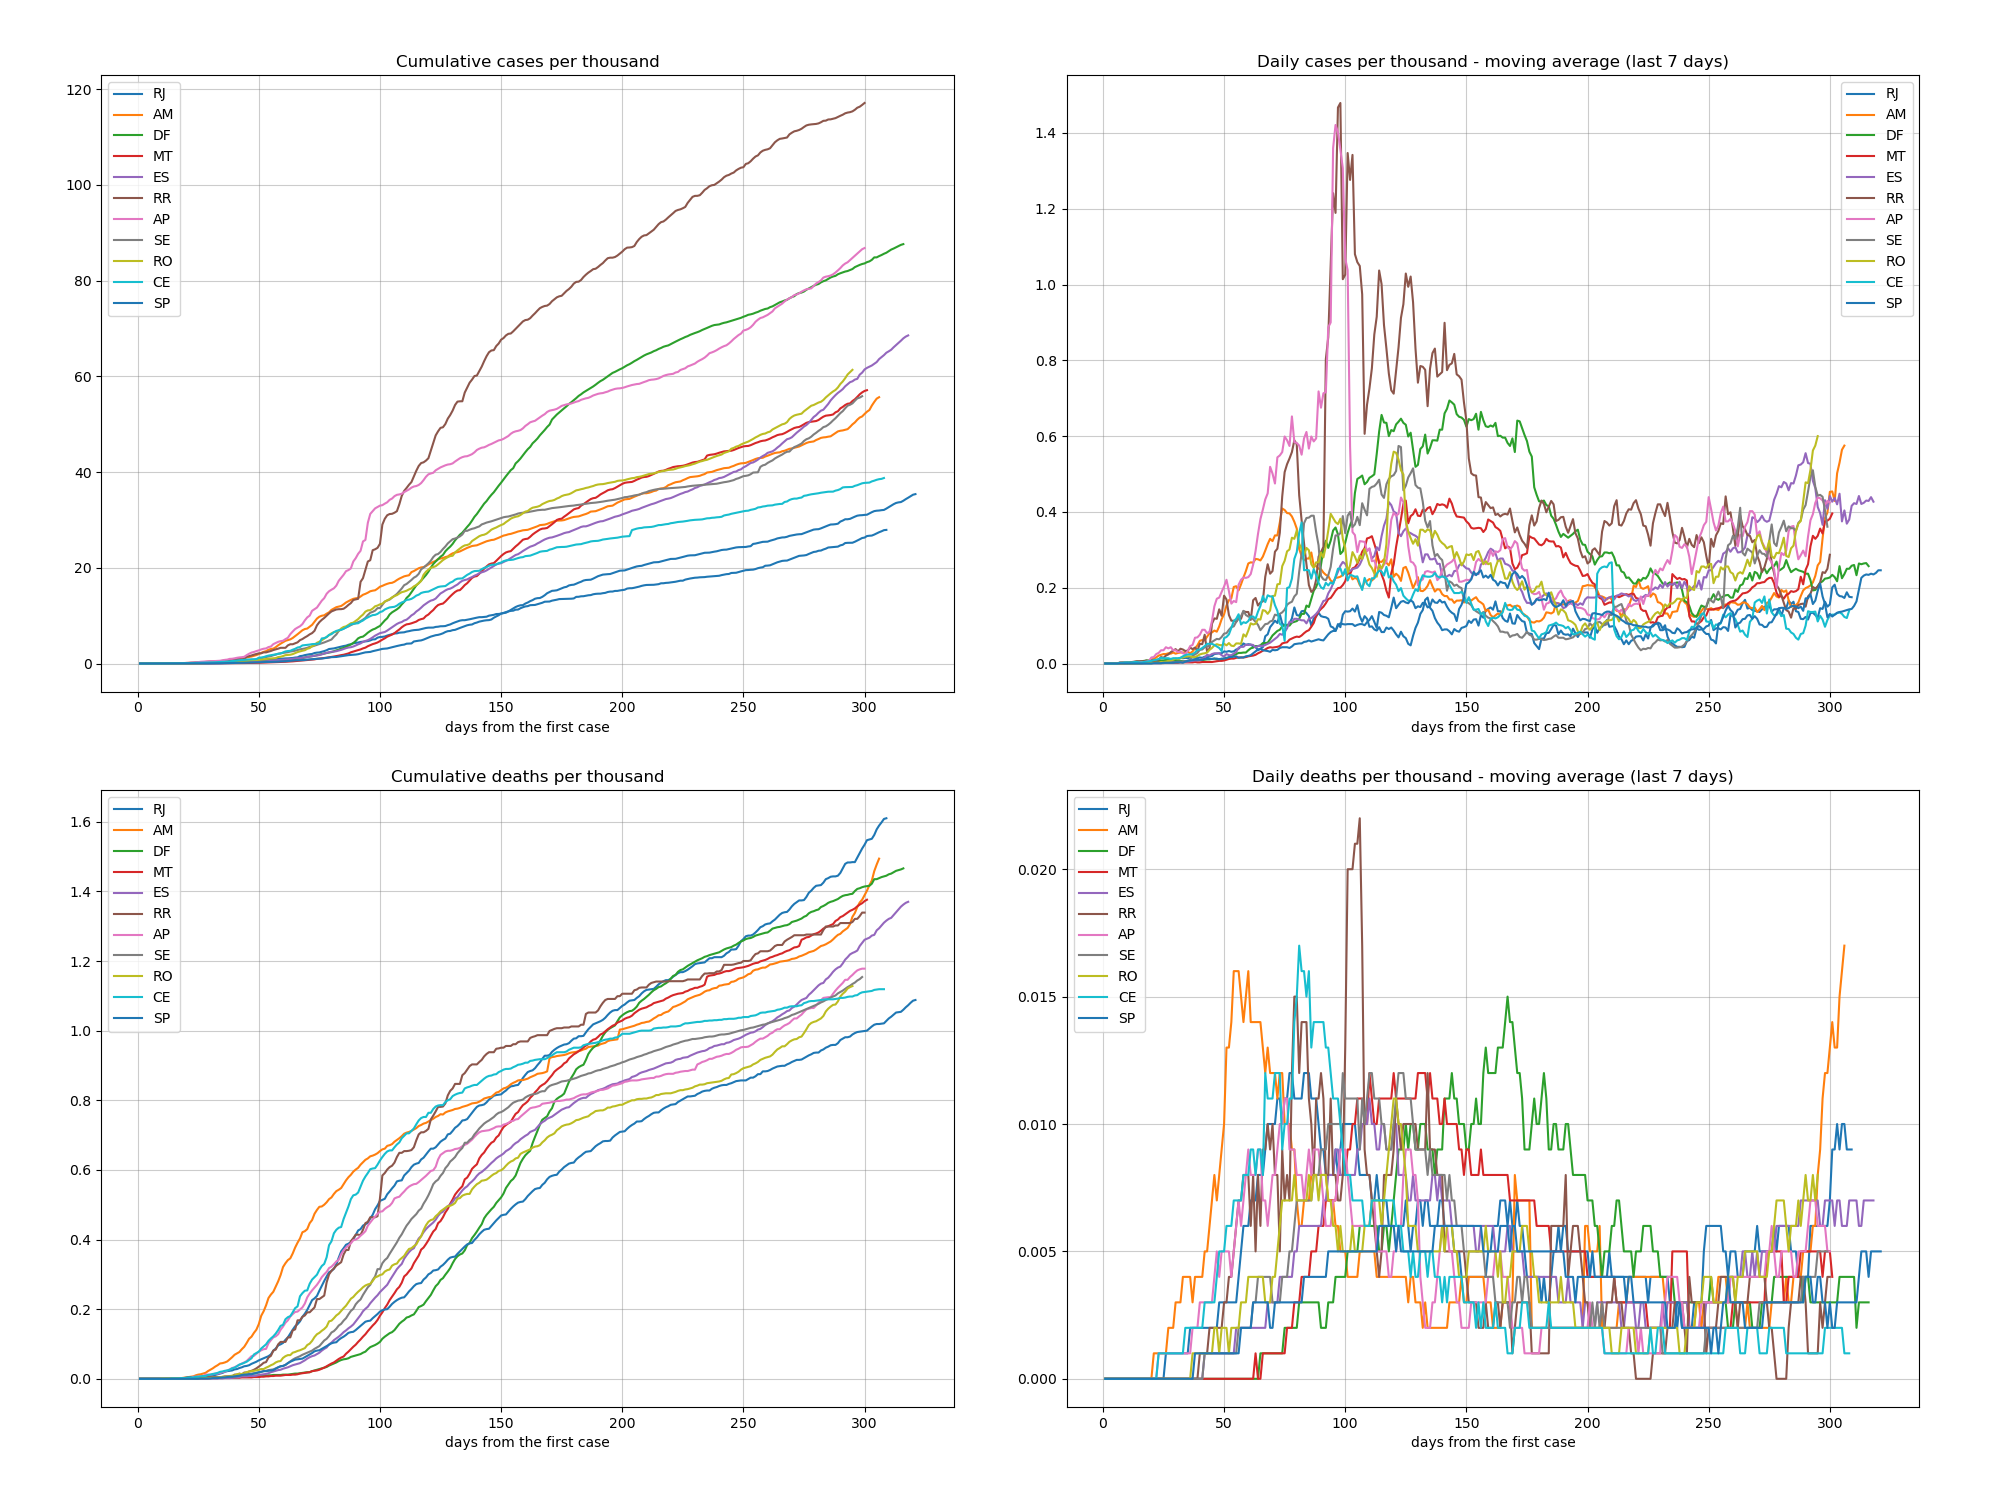 Cumulative cases per thousand
120
100
80
60
40
20
0
RJ
AM
DF
MT
ES
RR
AP
SE
RO
CE
SP
0 50 100 150 200 250 300
days from the first case
Daily cases per thousand - moving average (last 7 days)
1.4
1.2
1.0
0.8
0.6
0.4
0.2
0.0
RJ
AM
DF
MT
ES
RR
AP
SE
RO
CE
SP
0 50 100 150 200 250 300
days from the first case
Cumulative deaths per thousand
1.6
1.4
1.2
1.0
0.8
0.6
0.4
0.2
0.0
RJ
AM
DF
MT
ES
RR
AP
SE
RO
CE
SP
0 50 100 150 200 250 300
days from the first case
Daily deaths per thousand - moving average (last 7 days)
0.020
0.015
0.010
0.005
0.000
RJ
AM
DF
MT
ES
RR
AP
SE
RO
CE
SP
0 50 100 150 200 250 300
days from the first case